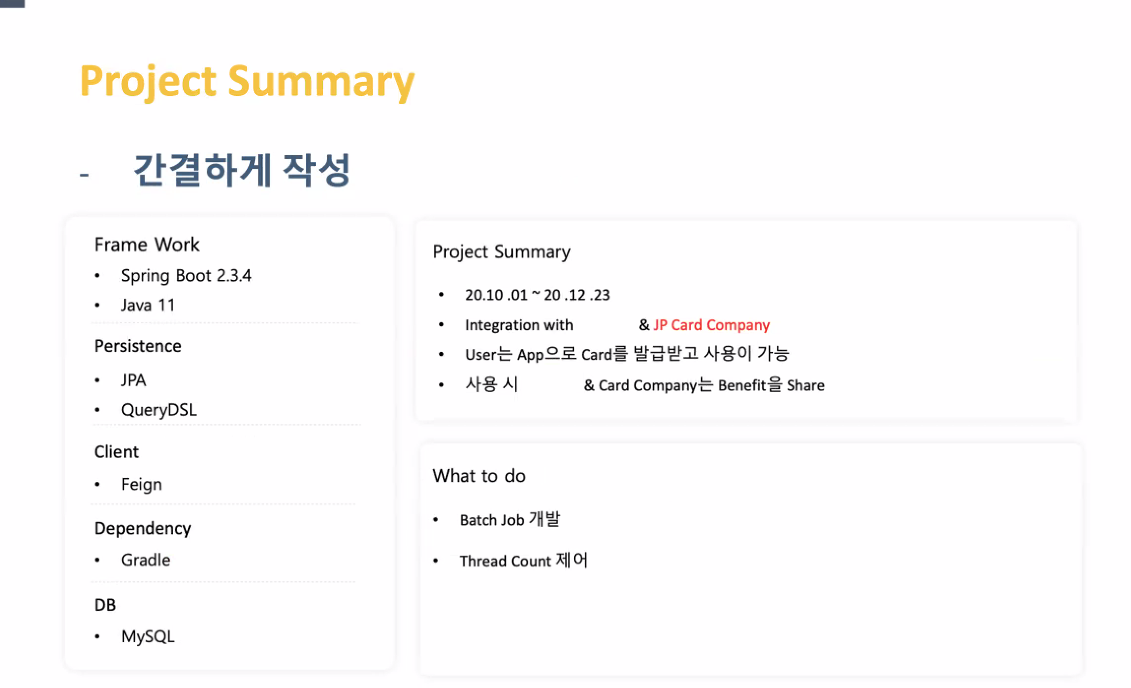 Project Summary
- 간결하게 작성
Frame Work
• Spring Boot 2.3.4
• Java 11
Persistence
• JPA
• QueryDSL
Client
• Feign
Dependency
• Gradle
DB
• MySQL
Project Summary
• 20.10 .01 ~ 20 .12 .23
• Integration with & JP Card Company
• User는 App으로 Card를 발급받고 사용이 가능
• 사용 시 & Card Company는 Benefit을 Share
What to do
• Batch Job 개발
• Thread Count 제어